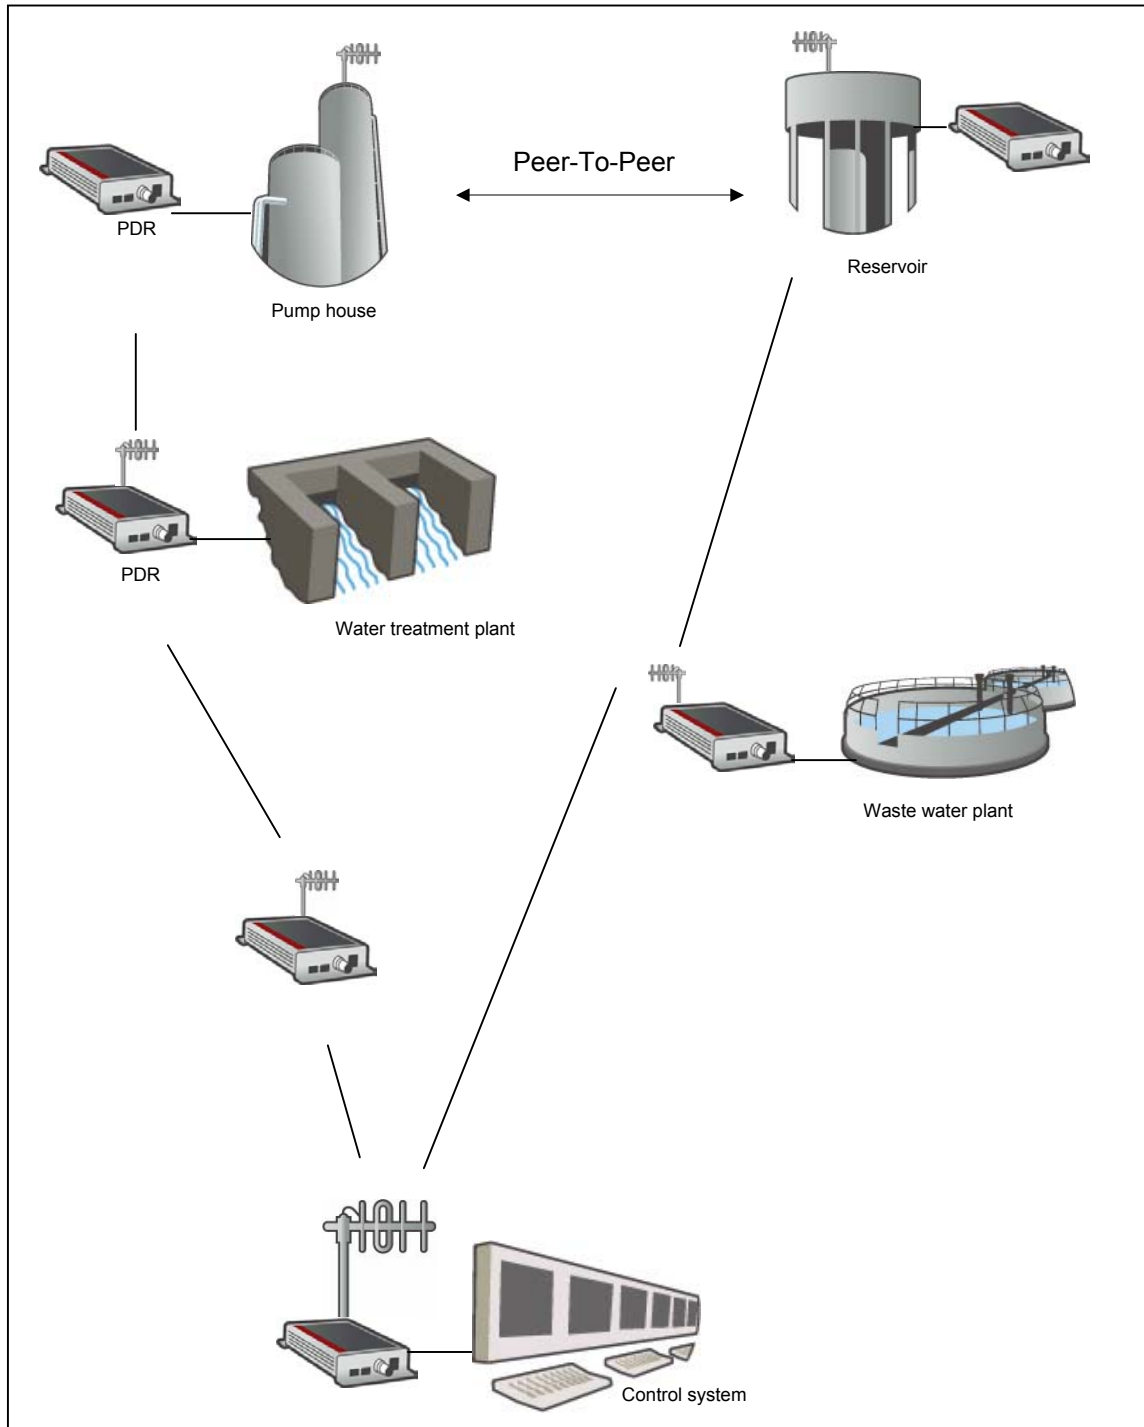 Peer-To-Peer
PDR
Reservoir
Pump house
PDR
Water treatment plant
Waste water plant
Control system